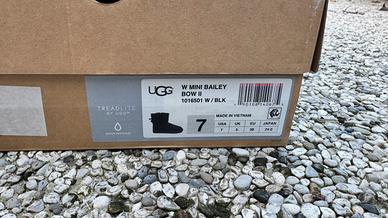 UGG
W MINI BAILEY
BOW II
1016501 W / BLK
TREADLITE
BY UGG™
MADE IN VIETNAM
7
USA UK EU JAPAN
7 5 38 24.0